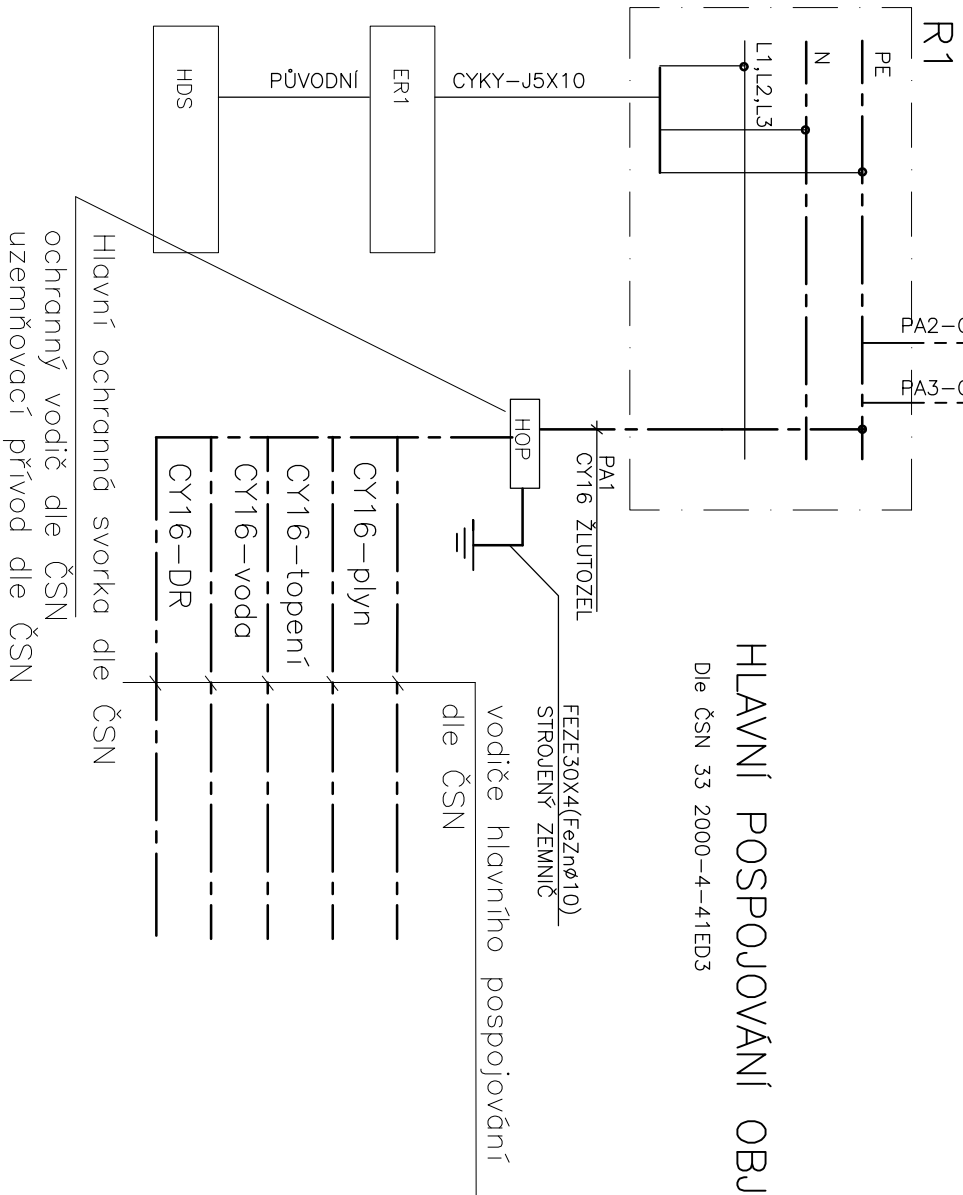 R1
PE
N
L1,L2,L3
PA2-
PA3-
CYKY-J5X10
ER1
PŮVODNÍ
HDS
PA1
CY16 ŽLUTOZEL
HOP
HLAVNÍ POSPOJOVÁNÍ OBJ
Dle ČSN 33 2000-4-41ED3
FEZE30X4(FeZnø10)
STROJENÝ ZEMNIČ
vodiče hlavního pospojování
dle ČSN
CY16-plyn
CY16-topení
CY16-voda
CY16-DR
Hlavní ochranná svorka dle ČSN
ochranný vodič dle ČSN
uzemňovací přívod dle ČSN